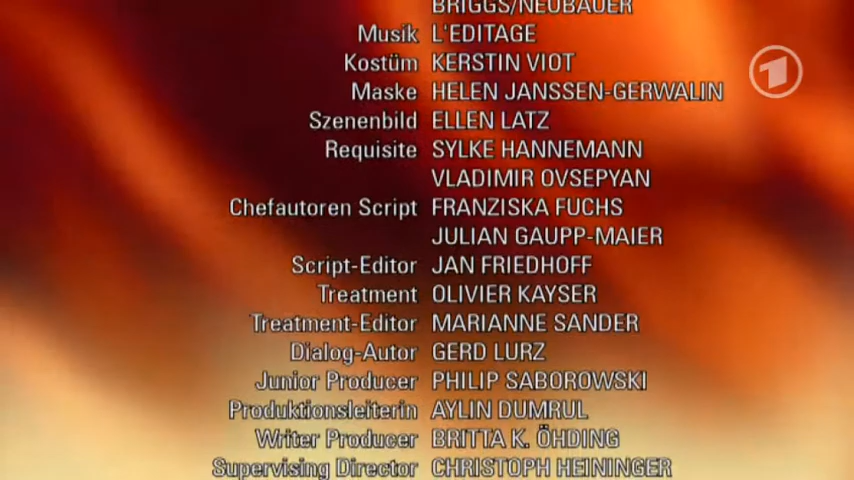 BRIGGS/NEUBAUER
Musik L'EDITAGE
Kostüm KERSTIN VIOT
Maske HELEN JANSSEN-GERWALIN
Szenenbild ELLEN LATZ
Requisite SYLKE HANNEMANN
VLADIMIR OVSEPYAN
Chefautoren Script FRANZISKA FUCHS
JULIAN GAUPP-MAIER
Script-Editor JAN FRIEDHOFF
Treatment OLIVIER KAYSER
Treatment-Editor MARIANNE SANDER
Dialog-Autor GERD LURZ
Junior Producer PHILIP SABOROWSKI
Produktionsleiterin AYLIN DUMRUL
Writer Producer BRITTA K. ÖHDING
Supervising Director CHRISTOPH HEININGER
1